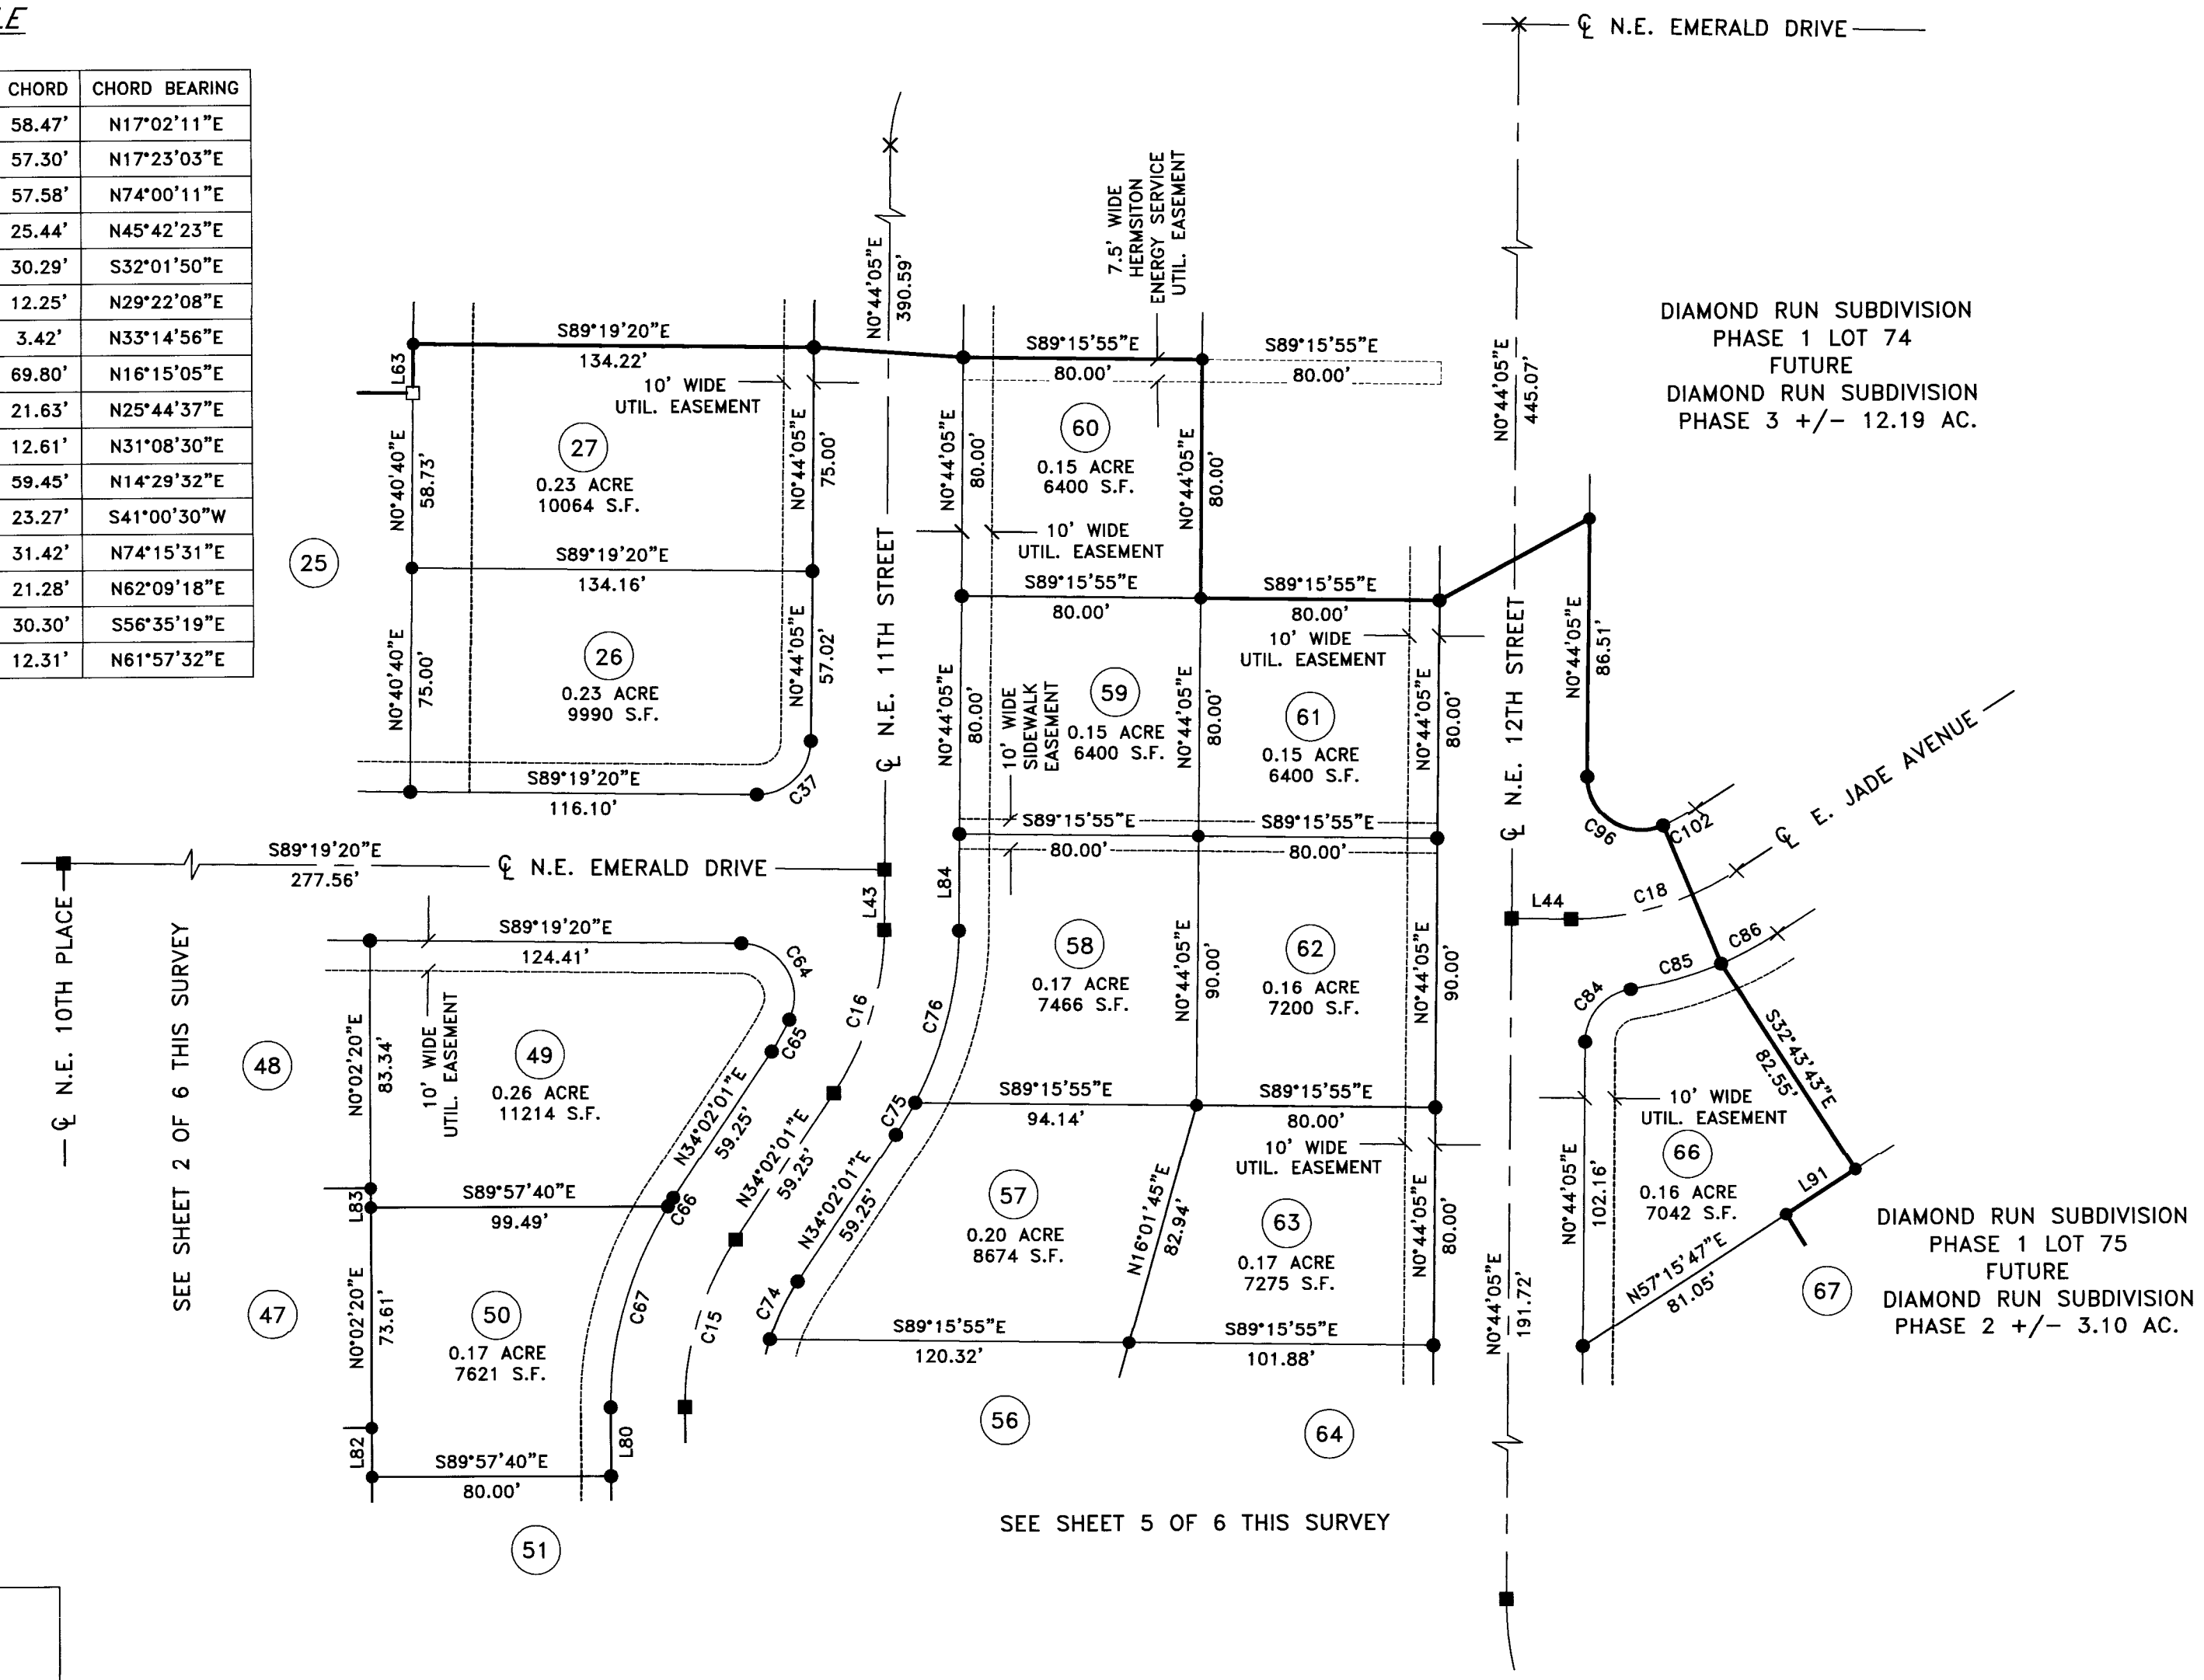 LE
CHORD CHORD BEARING
58.47' N17°02'11"E
57.30' N17°23'03"E
57.58' N74°00'11"E
25.44' N45°42'23"E
30.29' S32°01'50"E
12.25' N29°22'08"E
3.42' N33°14'56"E
69.80' N16°15'05"E
21.63' N25°44'37"E
12.61' N31°08'30"E
59.45' N14°29'32"E
23.27' S41°00'30"W
31.42' N74°15'31"E
21.28' N62°09'18"E
30.30' S56°35'19"E
12.31' N61°57'32"E
℄ N.E. EMERALD DRIVE
DIAMOND RUN SUBDIVISION
PHASE 1 LOT 74
FUTURE
DIAMOND RUN SUBDIVISION
PHASE 3 +/- 12.19 AC.
N0°44'05"E
390.59'
7.5' WIDE
HERMSITON
ENERGY SERVICE
UTIL. EASEMENT
N0°44'05"E
445.07'
L63
S89°19'20"E
134.22'
10' WIDE
UTIL. EASEMENT
27
0.23 ACRE
10064 S.F.
N0°40'40"E
58.73'
N0°44'05"E
75.00'
25
S89°19'20"E
134.16'
26
0.23 ACRE
9990 S.F.
N0°40'40"E
75.00'
N0°44'05"E
57.02'
S89°19'20"E
116.10'
C37
℄ N.E. 11TH STREET
S89°15'55"E
80.00'
S89°15'55"E
80.00'
60
0.15 ACRE
6400 S.F.
N0°44'05"E
80.00'
N0°44'05"E
80.00'
10' WIDE
UTIL. EASEMENT
S89°15'55"E
80.00'
S89°15'55"E
80.00'
10' WIDE
UTIL. EASEMENT
59
0.15 ACRE
6400 S.F.
N0°44'05"E
80.00'
10' WIDE
SIDEWALK
EASEMENT
N0°44'05"E
80.00'
61
0.15 ACRE
6400 S.F.
N0°44'05"E
80.00'
S89°15'55"E
80.00'
S89°15'55"E
80.00'
℄ N.E. 12TH STREET
N0°44'05"E
86.51'
C96
C102
℄ E. JADE AVENUE
C18
L44
C86
C85
C84
S89°19'20"E
277.56'
℄ N.E. EMERALD DRIVE
L43
L84
℄ N.E. 10TH PLACE
SEE SHEET 2 OF 6 THIS SURVEY
S89°19'20"E
124.41'
C64
48
N0°02'20"E
83.34'
10' WIDE
UTIL. EASEMENT
49
0.26 ACRE
11214 S.F.
C65
N34°02'01"E
59.25'
C16
N34°02'01"E
59.25'
C76
58
0.17 ACRE
7466 S.F.
N0°44'05"E
90.00'
62
0.16 ACRE
7200 S.F.
N0°44'05"E
90.00'
S32°43'43"E
82.55'
10' WIDE
UTIL. EASEMENT
66
0.16 ACRE
7042 S.F.
N0°44'05"E
102.16'
L91
N57°15'47"E
81.05'
67
DIAMOND RUN SUBDIVISION
PHASE 1 LOT 75
FUTURE
DIAMOND RUN SUBDIVISION
PHASE 2 +/- 3.10 AC.
C75
S89°15'55"E
94.14'
S89°15'55"E
80.00'
10' WIDE
UTIL. EASEMENT
N34°02'01"E
59.25'
57
0.20 ACRE
8674 S.F.
N16°01'45"E
82.94'
63
0.17 ACRE
7275 S.F.
N0°44'05"E
80.00'
N0°44'05"E
191.72'
L83
S89°57'40"E
99.49'
C66
47
N0°02'20"E
73.61'
50
0.17 ACRE
7621 S.F.
C67
C15
C74
S89°15'55"E
120.32'
S89°15'55"E
101.88'
L82
S89°57'40"E
80.00'
L80
56
64
51
SEE SHEET 5 OF 6 THIS SURVEY